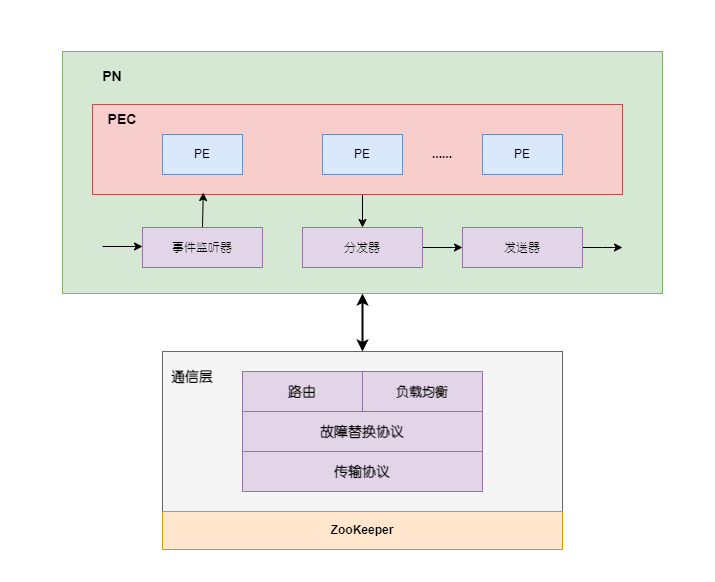 PN
PEC
PE
PE
......
PE
事件监听器
分发器
发送器
通信层
路由
负载均衡
故障替换协议
传输协议
ZooKeeper